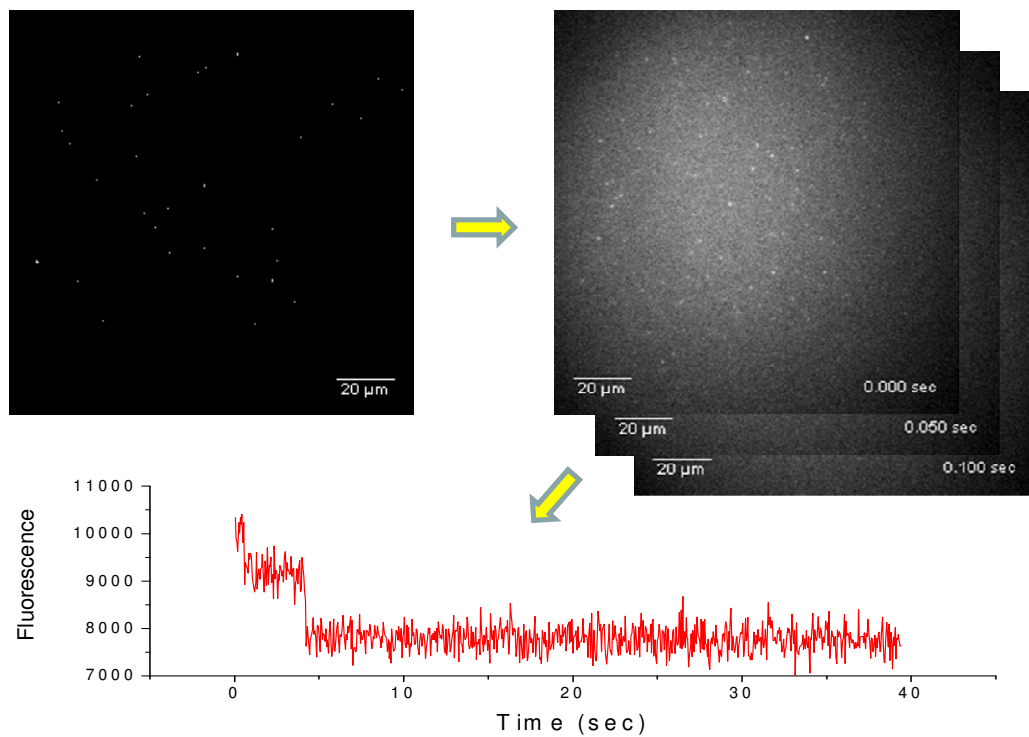 20 µm
20 µm
0.000 sec
20 µm
0.050 sec
20 µm
0.100 sec
11000
10000
9000
8000
7000
Fluorescence
0
10
20
30
40
Time (sec)